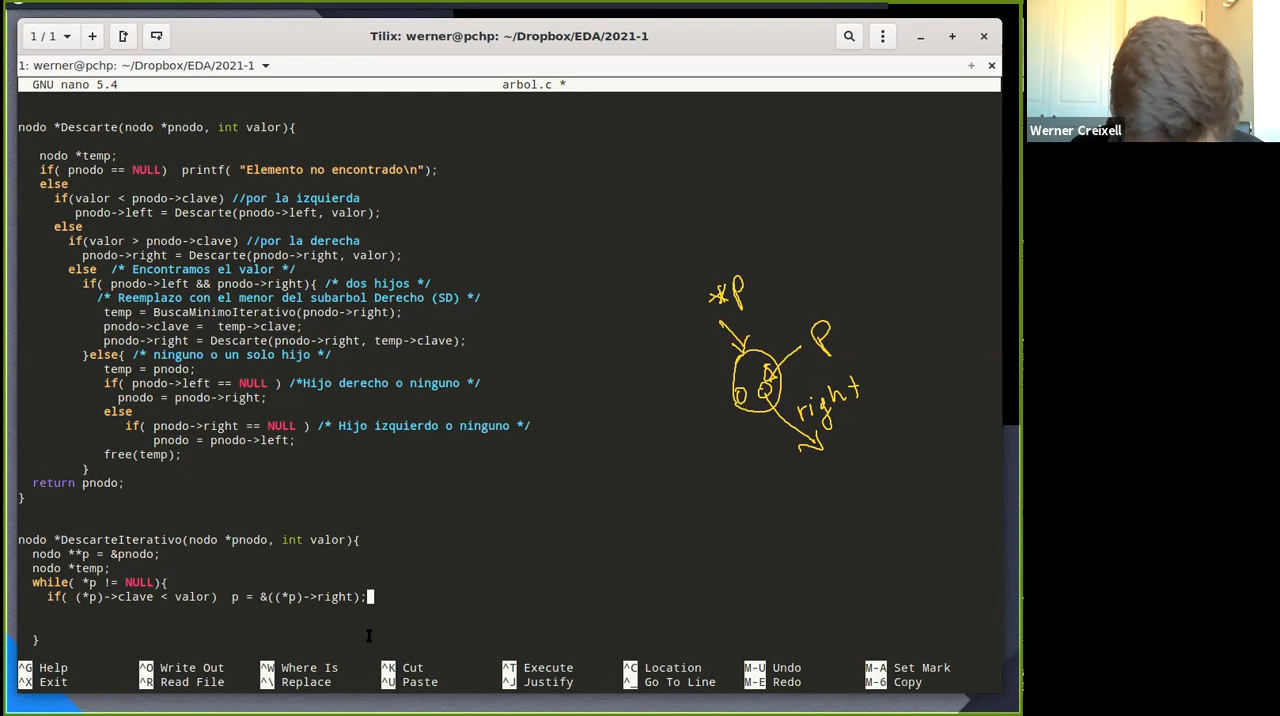 1 / 1
Tilix: werner@pchp: ~/Dropbox/EDA/2021-1
1: werner@pchp: ~/Dropbox/EDA/2021-1
GNU nano 5.4 arbol.c *
nodo *Descarte(nodo *pnodo, int valor){
nodo *temp;
if( pnodo == NULL) printf( "Elemento no encontrado\n");
else
if(valor < pnodo->clave) //por la izquierda
pnodo->left = Descarte(pnodo->left, valor);
else
if(valor > pnodo->clave) //por la derecha
pnodo->right = Descarte(pnodo->right, valor);
else /* Encontramos el valor */
if( pnodo->left && pnodo->right){ /* dos hijos */
/* Reemplazo con el menor del subarbol Derecho (SD) */
temp = BuscaMinimoIterativo(pnodo->right);
pnodo->clave = temp->clave;
pnodo->right = Descarte(pnodo->right, temp->clave);
}else{ /* ninguno o un solo hijo */
temp = pnodo;
if( pnodo->left == NULL ) /*Hijo derecho o ninguno */
pnodo = pnodo->right;
else
if( pnodo->right == NULL ) /* Hijo izquierdo o ninguno */
pnodo = pnodo->left;
free(temp);
}
return pnodo;
}
nodo *DescarteIterativo(nodo *pnodo, int valor){
nodo **p = &pnodo;
nodo *temp;
while( *p != NULL){
if( (*p)->clave < valor) p = &((*p)->right);
}
*P
P
right
Werner Creixell
^G Help ^O Write Out ^W Where Is ^K Cut ^T Execute ^C Location M-U Undo M-A Set Mark
^X Exit ^R Read File ^\ Replace ^U Paste ^J Justify ^_ Go To Line M-E Redo M-6 Copy